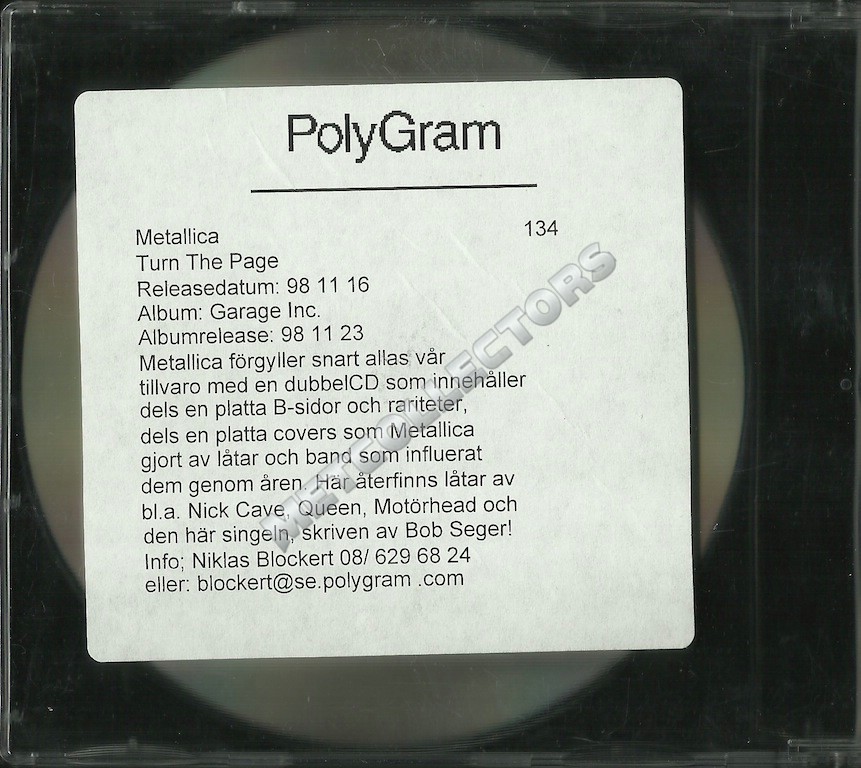 PolyGram
Metallica 134
Turn The Page
Releasedatum: 98 11 16
Album: Garage Inc.
Albumrelease: 98 11 23
Metallica förgyller snart allas vår
tillvaro med en dubbelCD som innehåller
dels en platta B-sidor och rariteter,
dels en platta covers som Metallica
gjort av låtar och band som influerat
dem genom åren. Här återfinns låtar av
bl.a. Nick Cave, Queen, Motörhead och
den här singeln, skriven av Bob Seger!
Info; Niklas Blockert 08/ 629 68 24
eller: blockert@se.polygram .com
METCOLLECTORS